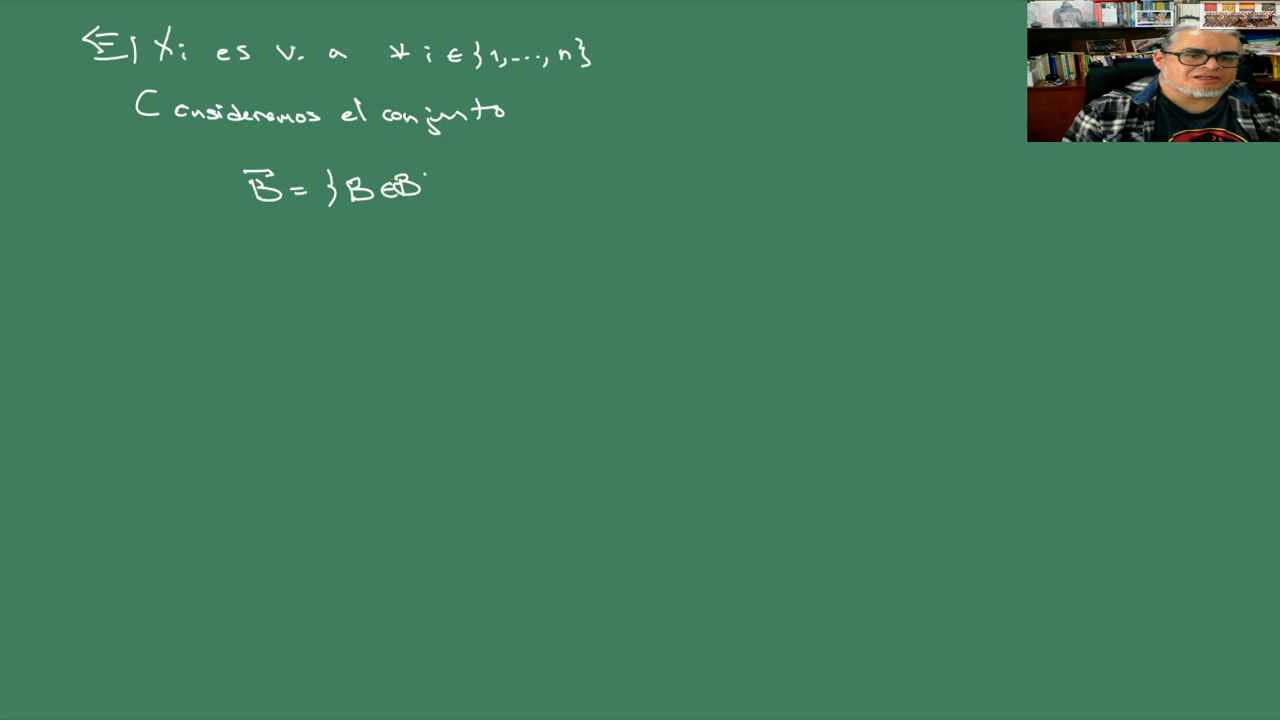 ⇐] Xᵢ es v. a ∀ i ∈ {1,...,n}
Consideremos el conjunto
B⃗ = { B ∈ B